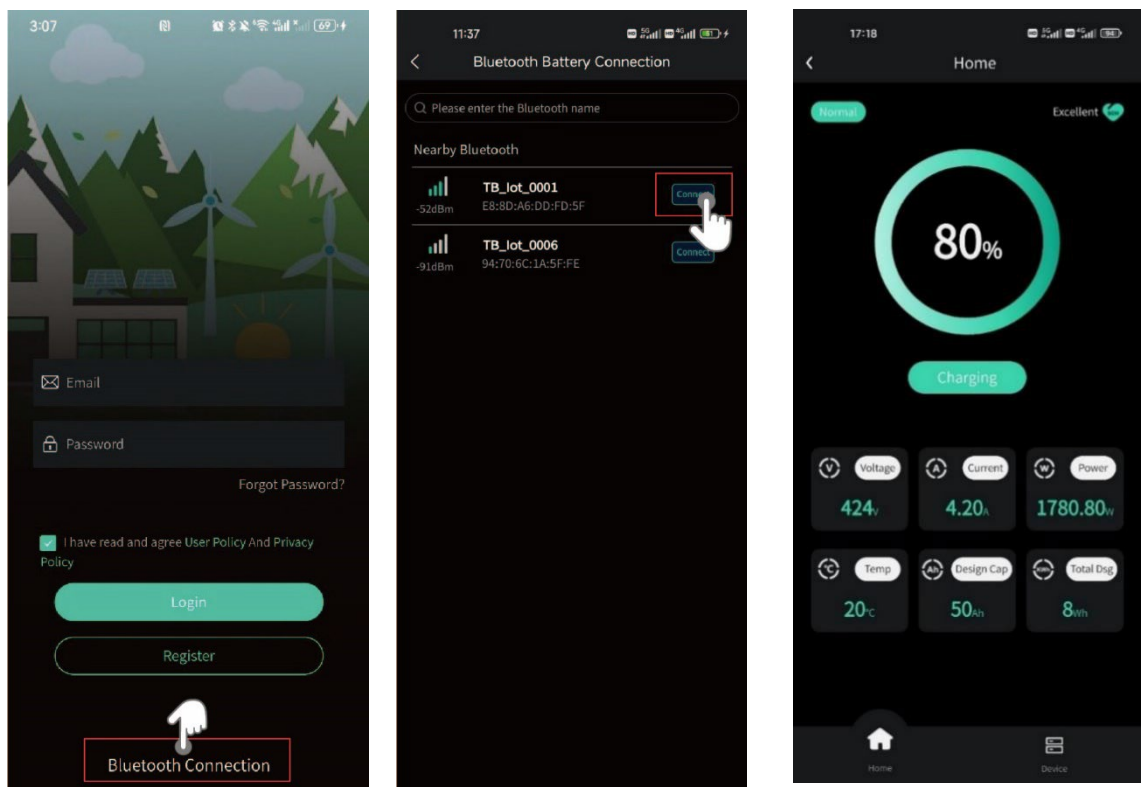 3:07
69
Email
Password
Forgot Password?
I have read and agree User Policy And Privacy
Policy
Login
Register
Bluetooth Connection
11:37
Bluetooth Battery Connection
Please enter the Bluetooth name
Nearby Bluetooth
TB_lot_0001
-52dBm E8:8D:A6:DD:FD:5F
TB_lot_0006
Connect
-91dBm 94:70:6C:1A:5F:FE
17:18
Home
Normal
Excellent
80%
Charging
V Voltage
A Current
W Power
424V
4.20A
1780.80W
°C Temp
Ah Design Cap
Total Dsg
20°C
50Ah
Home
Device